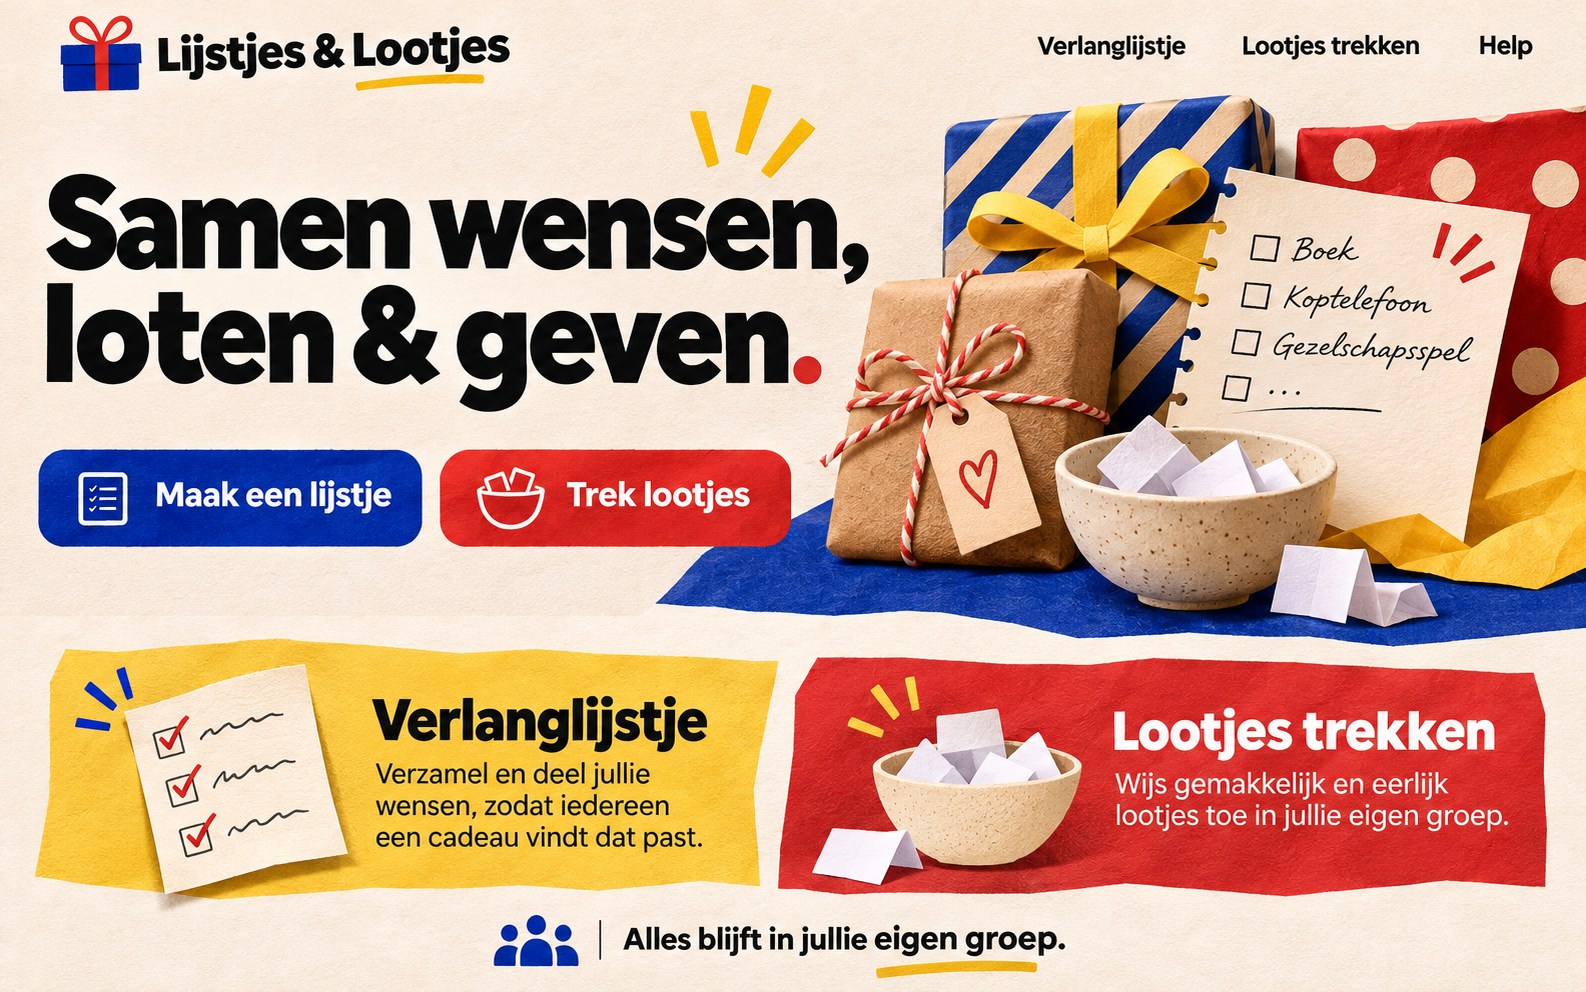 Lijstjes & Lootjes
Verlanglijstje
Lootjes trekken
Help
Samen wensen,
loten & geven.
Maak een lijstje
Trek lootjes
Boek
Koptelefoon
Gezelschapsspel
...
Verlanglijstje
Verzamel en deel jullie
wensen, zodat iedereen
een cadeau vindt dat past.
Lootjes trekken
Wijs gemakkelijk en eerlijk
lootjes toe in jullie eigen groep.
Alles blijft in jullie eigen groep.